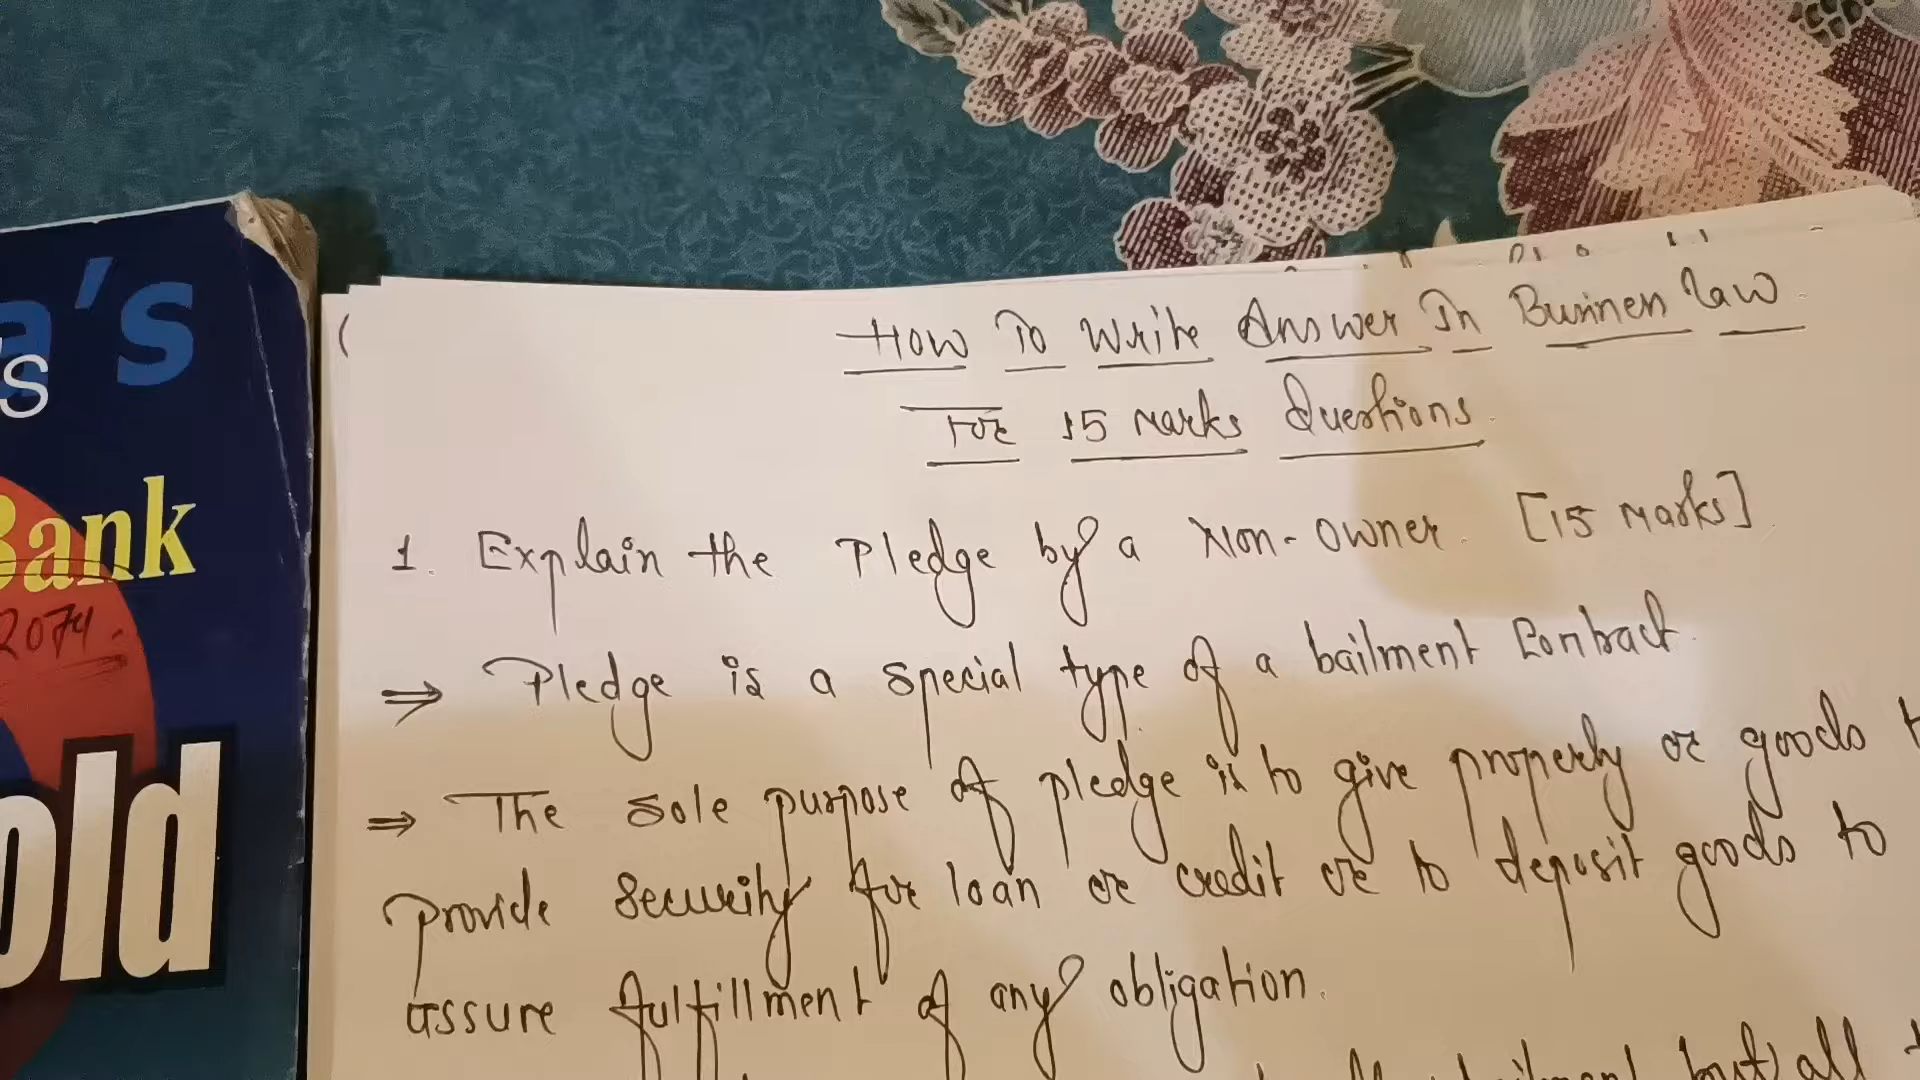 a's
s
Bank
2074
old
How To Write Answer In Business Law.
For 15 Marks Questions.
1. Explain the Pledge by a Non-Owner. [15 Marks]
⇒ Pledge is a special type of a bailment Contract.
⇒ The sole purpose of pledge is to give property or goods
provide security for loan or credit or to deposit goods to
assure fulfillment of any obligation.
bailment but all